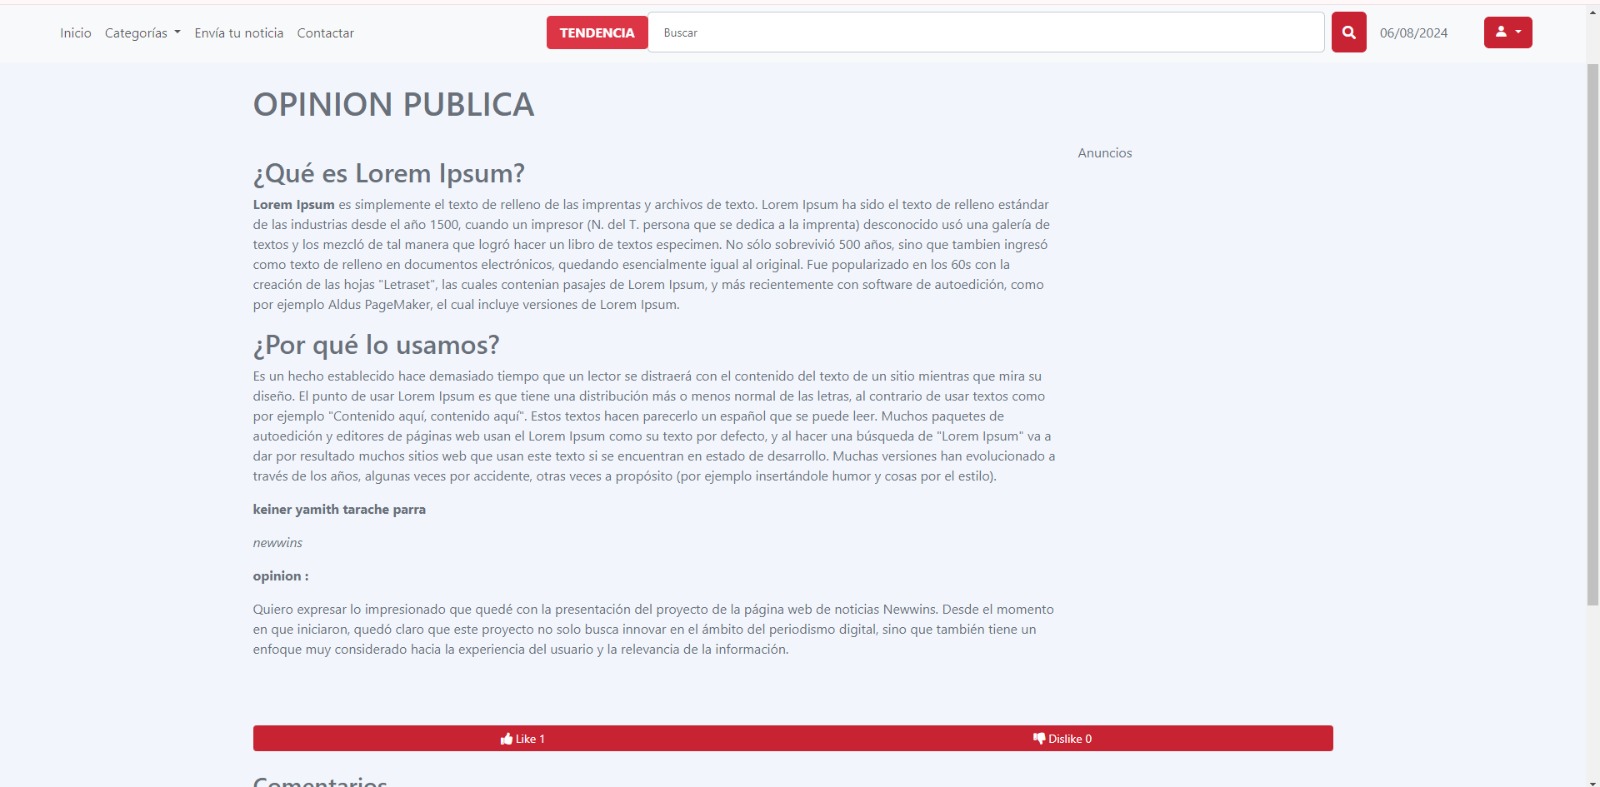 Inicio Categorías Envía tu noticia Contactar TENDENCIA Buscar 06/08/2024
OPINION PUBLICA
Anuncios
¿Qué es Lorem Ipsum?
Lorem Ipsum es simplemente el texto de relleno de las imprentas y archivos de texto. Lorem Ipsum ha sido el texto de relleno estándar
de las industrias desde el año 1500, cuando un impresor (N. del T. persona que se dedica a la imprenta) desconocido usó una galería de
textos y los mezcló de tal manera que logró hacer un libro de textos especimen. No sólo sobrevivió 500 años, sino que tambien ingresó
como texto de relleno en documentos electrónicos, quedando esencialmente igual al original. Fue popularizado en los 60s con la
creación de las hojas "Letraset", las cuales contenian pasajes de Lorem Ipsum, y más recientemente con software de autoedición, como
por ejemplo Aldus PageMaker, el cual incluye versiones de Lorem Ipsum.
¿Por qué lo usamos?
Es un hecho establecido hace demasiado tiempo que un lector se distraerá con el contenido del texto de un sitio mientras que mira su
diseño. El punto de usar Lorem Ipsum es que tiene una distribución más o menos normal de las letras, al contrario de usar textos como
por ejemplo "Contenido aquí, contenido aquí". Estos textos hacen parecerlo un español que se puede leer. Muchos paquetes de
autoedición y editores de páginas web usan el Lorem Ipsum como su texto por defecto, y al hacer una búsqueda de "Lorem Ipsum" va a
dar por resultado muchos sitios web que usan este texto si se encuentran en estado de desarrollo. Muchas versiones han evolucionado a
través de los años, algunas veces por accidente, otras veces a propósito (por ejemplo insertándole humor y cosas por el estilo).
keiner yamith tarache parra
newwins
opinion :
Quiero expresar lo impresionado que quedé con la presentación del proyecto de la página web de noticias Newwins. Desde el momento
en que iniciaron, quedó claro que este proyecto no solo busca innovar en el ámbito del periodismo digital, sino que también tiene un
enfoque muy considerado hacia la experiencia del usuario y la relevancia de la información.
Like 1 Dislike 0
Comentarios